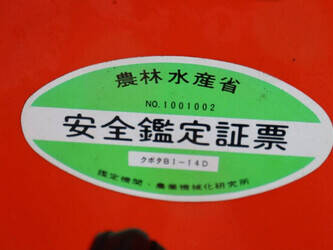 農林水産省
NO.1001002
安全鑑定証票
クボタB1-14D
鑑定機関・農業機械化研究所